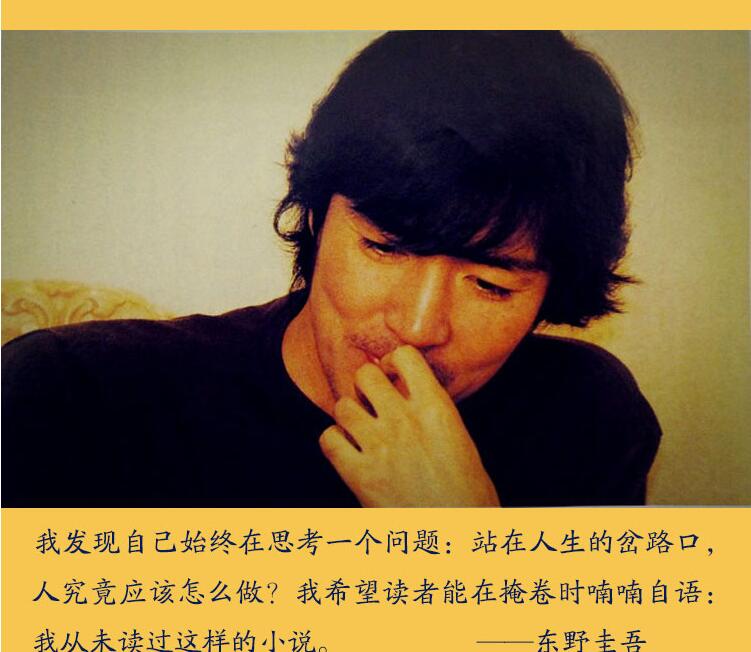 我发现自己始终在思考一个问题：站在人生的岔路口，
人究竟应该怎么做？我希望读者能在掩卷时喃喃自语：
我从未读过这样的小说。 ——东野圭吾